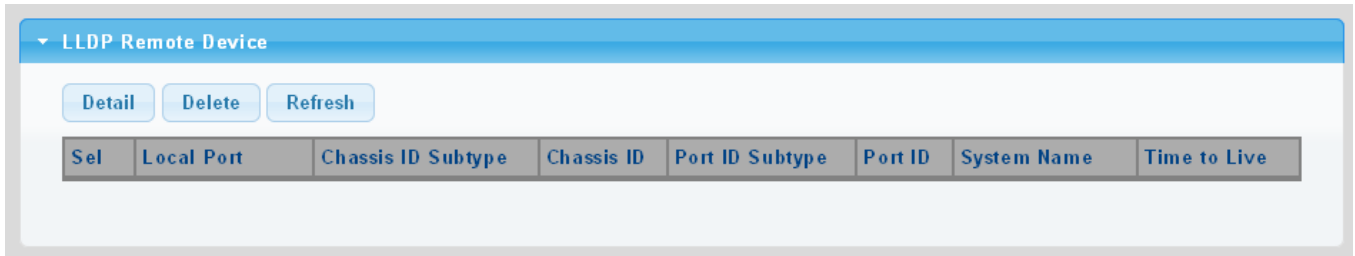 LLDP Remote Device
Detail Delete Refresh
Sel Local Port Chassis ID Subtype Chassis ID Port ID Subtype Port ID System Name Time to Live